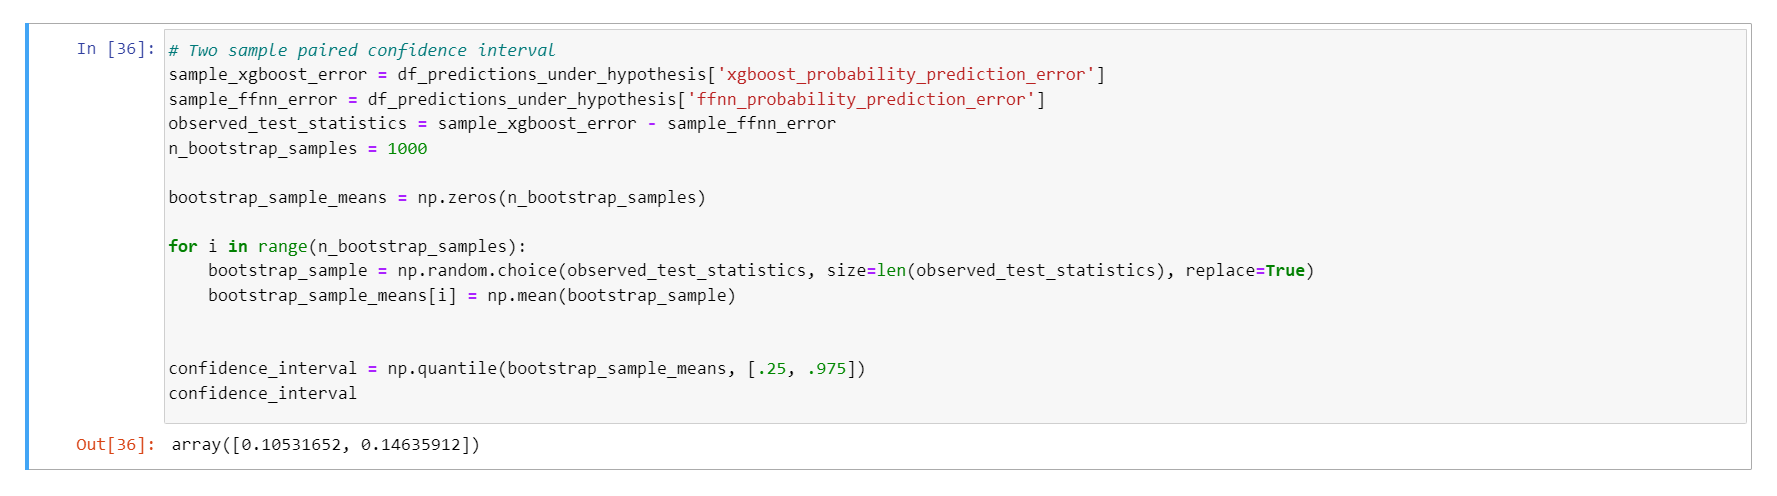 In [36]: # Two sample paired confidence interval
sample_xgboost_error = df_predictions_under_hypothesis['xgboost_probability_prediction_error']
sample_ffnn_error = df_predictions_under_hypothesis['ffnn_probability_prediction_error']
observed_test_statistics = sample_xgboost_error - sample_ffnn_error
n_bootstrap_samples = 1000
bootstrap_sample_means = np.zeros(n_bootstrap_samples)
for i in range(n_bootstrap_samples):
    bootstrap_sample = np.random.choice(observed_test_statistics, size=len(observed_test_statistics), replace=True)
    bootstrap_sample_means[i] = np.mean(bootstrap_sample)
confidence_interval = np.quantile(bootstrap_sample_means, [.25, .975])
confidence_interval
Out[36]: array([0.10531652, 0.14635912])